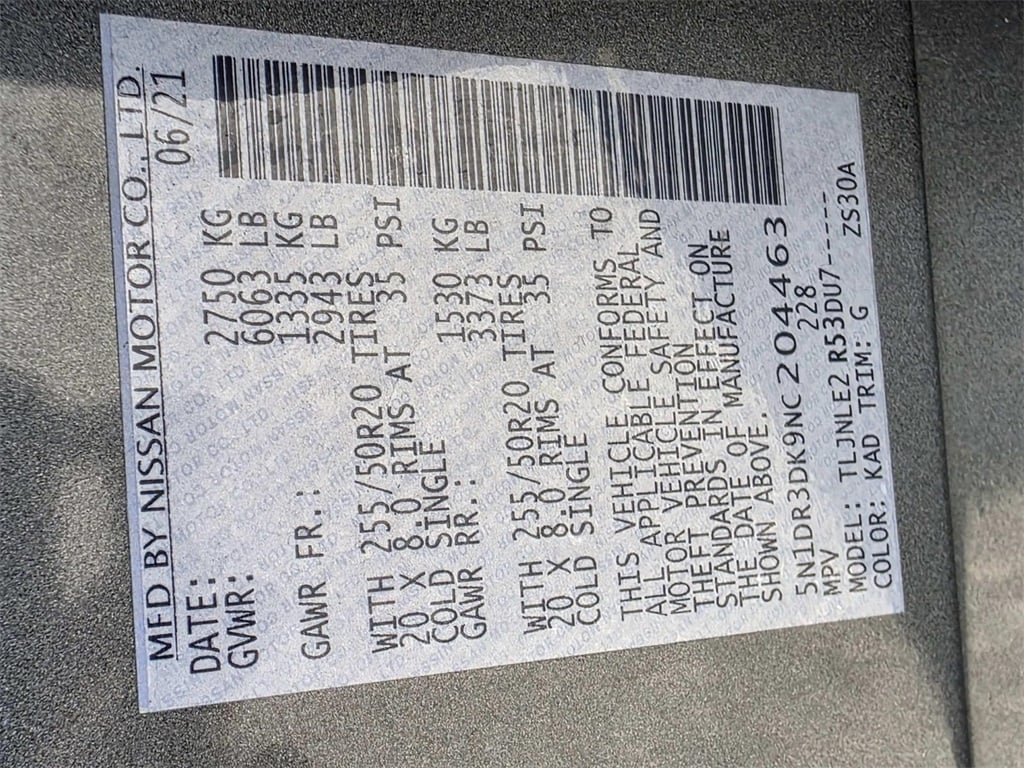 MFD BY NISSAN MOTOR CO., LTD.
DATE: 06/21
GVWR: 2750 KG
6063 LB
GAWR FR.: 1335 KG
2943 LB
WITH 255/50R20 TIRES
20 X 8.0 RIMS AT 35 PSI
COLD SINGLE
GAWR RR.: 1530 KG
3373 LB
WITH 255/50R20 TIRES
20 X 8.0 RIMS AT 35 PSI
COLD SINGLE
THIS VEHICLE CONFORMS TO
ALL APPLICABLE FEDERAL
MOTOR VEHICLE SAFETY AND
THEFT PREVENTION
STANDARDS IN EFFECT ON
THE DATE OF MANUFACTURE
SHOWN ABOVE.
5N1DR3DK9NC204463
MPV 228
MODEL: TLJNLE2 R53DU7-----
COLOR: KAD TRIM: G ZS30A